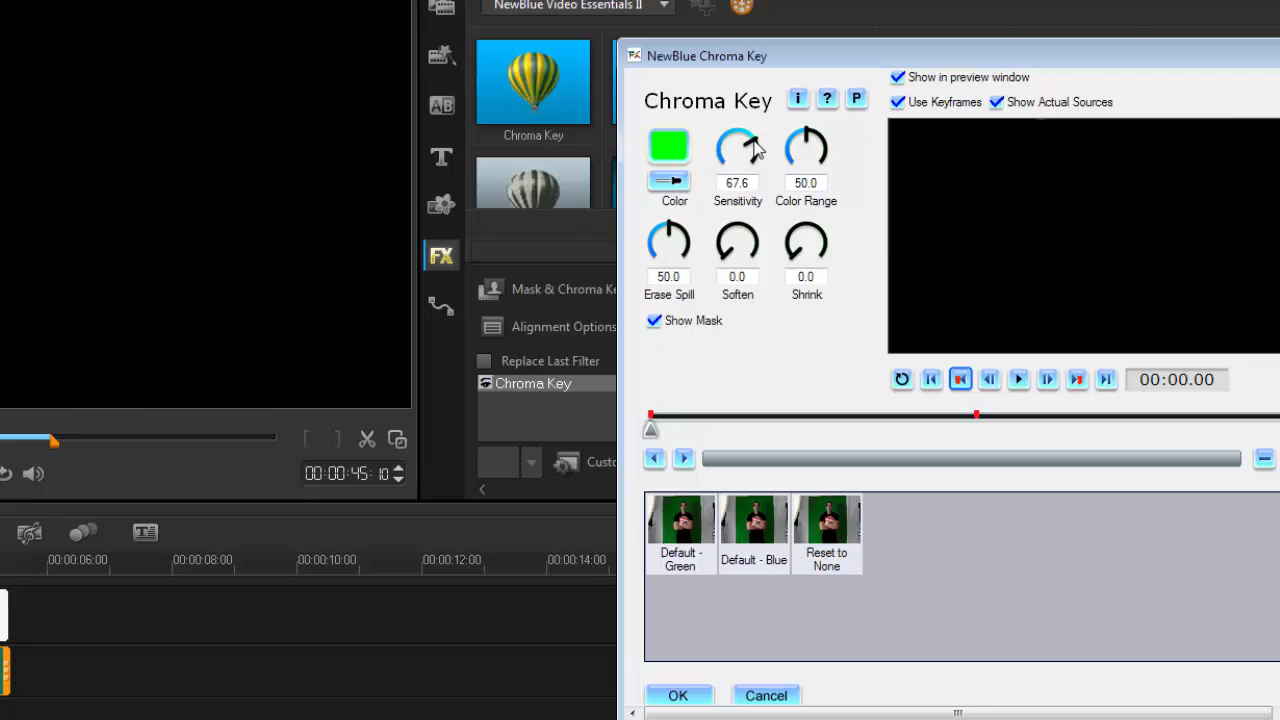 NewBlue Video Essentials II
Chroma Key
Mask & Chroma Ke
Alignment Options
Replace Last Filter
Chroma Key
Custo
00:00:45:10
00:00:06:00
00:00:08:00
00:00:10:00
00:00:12:00
00:00:14:00
AB
T
FX
NewBlue Chroma Key
Show in preview window
Chroma Key
i
?
P
Use Keyframes
Show Actual Sources
67.6
50.0
Color
Sensitivity
Color Range
50.0
0.0
0.0
Erase Spill
Soften
Shrink
Show Mask
00:00.00
Default -
Green
Default - Blue
Reset to
None
OK
Cancel